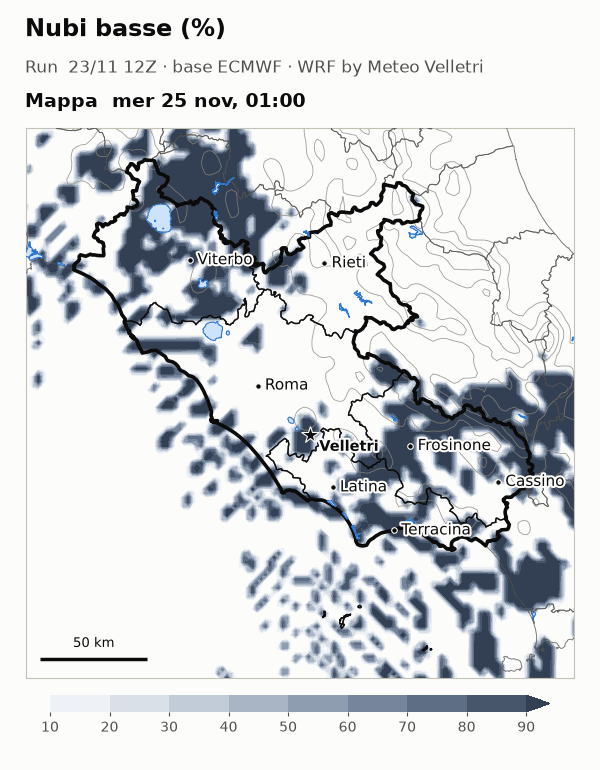 Nubi basse (%)
Run  23/11 12Z · base ECMWF · WRF by Meteo Velletri
Mappa  mer 25 nov, 01:00
Viterbo
Rieti
Roma
Velletri
Frosinone
Cassino
Latina
Terracina
50 km
10 20 30 40 50 60 70 80 90